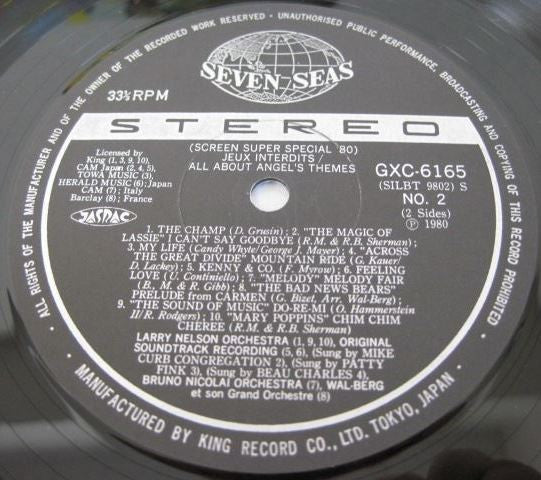 ALL RIGHTS OF THE MANUFACTURER AND OF THE OWNER OF THE RECORDED WORK RESERVED · UNAUTHORISED PUBLIC PERFORMANCE, BROADCASTING AND COPYING OF THIS RECORD PROHIBITED
SEVEN SEAS
33⅓ RPM
STEREO
Licensed by
King (1, 3, 9, 10),
CAM Japan (2, 4, 5),
TOWA MUSIC (3),
HERALD MUSIC (6); Japan
CAM (7); Italy
Barclay (8); France
JASRAC
(SCREEN SUPER SPECIAL '80)
JEUX INTERDITS/
ALL ABOUT ANGEL'S THEMES
GXC-6165
(SILBT 9802) S
NO. 2
(2 Sides)
Ⓟ 1980
1. THE CHAMP (D. Grusin); 2. "THE MAGIC OF
LASSIE" I CAN'T SAY GOODBYE (R.M. & R.B. Sherman);
3. MY LIFE (Candy Whyte/George J. Mayer); 4. "ACROSS
THE GREAT DIVIDE" MOUNTAIN RIDE (G. Kauer/
D. Lackey); 5. KENNY & CO. (F. Myrow); 6. FEELING
LOVE (U. Continello); 7. "MELODY" MELODY FAIR
(B., M. & R. Gibb); 8. "THE BAD NEWS BEARS"
PRELUDE from CARMEN (G. Bizet, Arr. Wal-Berg);
9. "THE SOUND OF MUSIC" DO-RE-MI (O. Hammerstein
II/R. Rodgers); 10. "MARY POPPINS" CHIM CHIM
CHEREE (R.M. & R.B. Sherman)
LARRY NELSON ORCHESTRA (1, 9, 10), ORIGINAL
SOUNDTRACK RECORDING (5, 6), (Sung by MIKE
CURB CONGREGATION 2), (Sung by PATTY
FINK 3), (Sung by BEAU CHARLES 4),
BRUNO NICOLAI ORCHESTRA (7), WAL-BERG
et son Grand Orchestre (8)
· MANUFACTURED BY KING RECORD CO., LTD. TOKYO, JAPAN ·